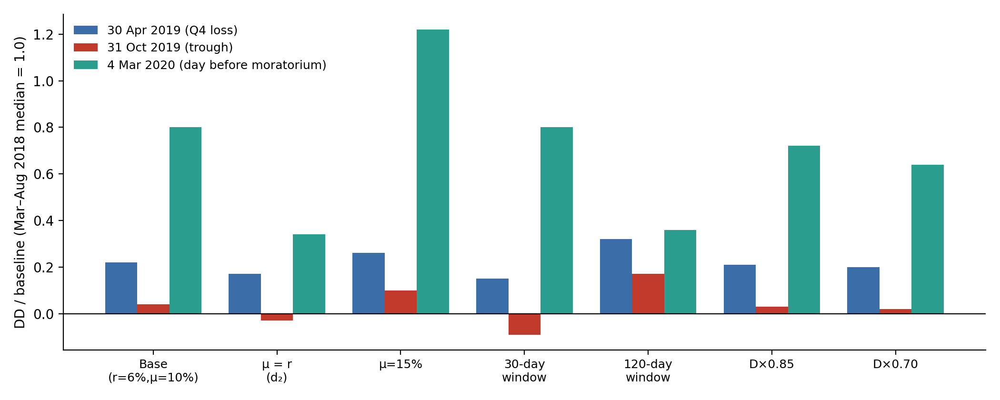 DD / baseline (Mar–Aug 2018 median = 1.0)
1.2
1.0
0.8
0.6
0.4
0.2
0.0
30 Apr 2019 (Q4 loss)
31 Oct 2019 (trough)
4 Mar 2020 (day before moratorium)
Base
(r=6%,μ=10%)
μ = r
(d₂)
μ=15%
30-day
window
120-day
window
D×0.85
D×0.70